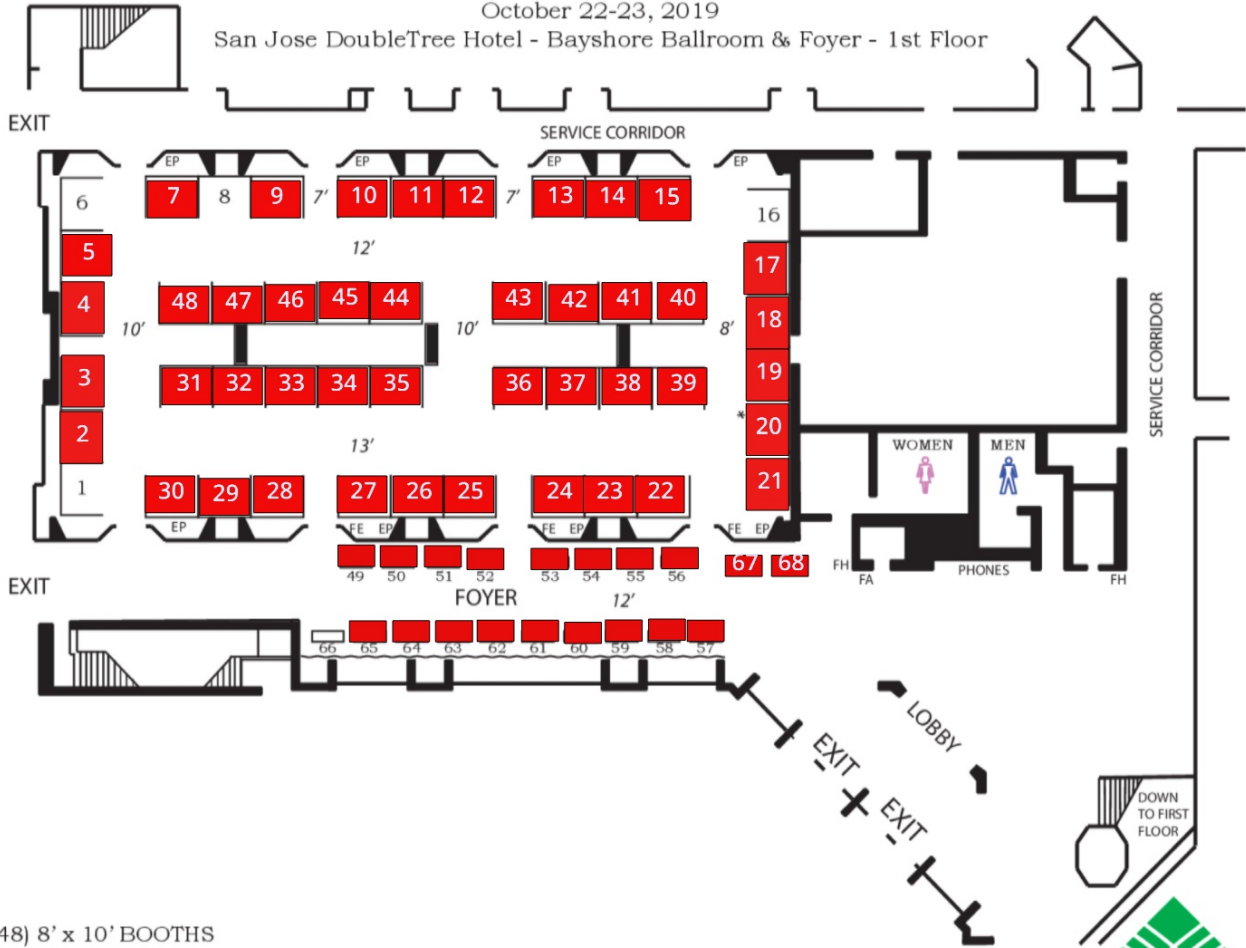 October 22-23, 2019
San Jose DoubleTree Hotel - Bayshore Ballroom & Foyer - 1st Floor
EXIT
SERVICE CORRIDOR
EP EP EP EP
6 7 8 9 7' 10 11 12 7' 13 14 15 16
5 12' 17
4 10' 48 47 46 45 44 10' 43 42 41 40 8' 18
SERVICE CORRIDOR
3 31 32 33 34 35 36 37 38 39 19
2 13' * 20
WOMEN MEN
1 30 29 28 27 26 25 24 23 22 21
EP FE EP FE EP FE EP
49 50 51 52 53 54 55 56 67 68
FH FA PHONES FH
EXIT
FOYER 12'
66 65 64 63 62 61 60 59 58 57
LOBBY
EXIT
EXIT
DOWN
TO FIRST
FLOOR
48) 8' x 10' BOOTHS